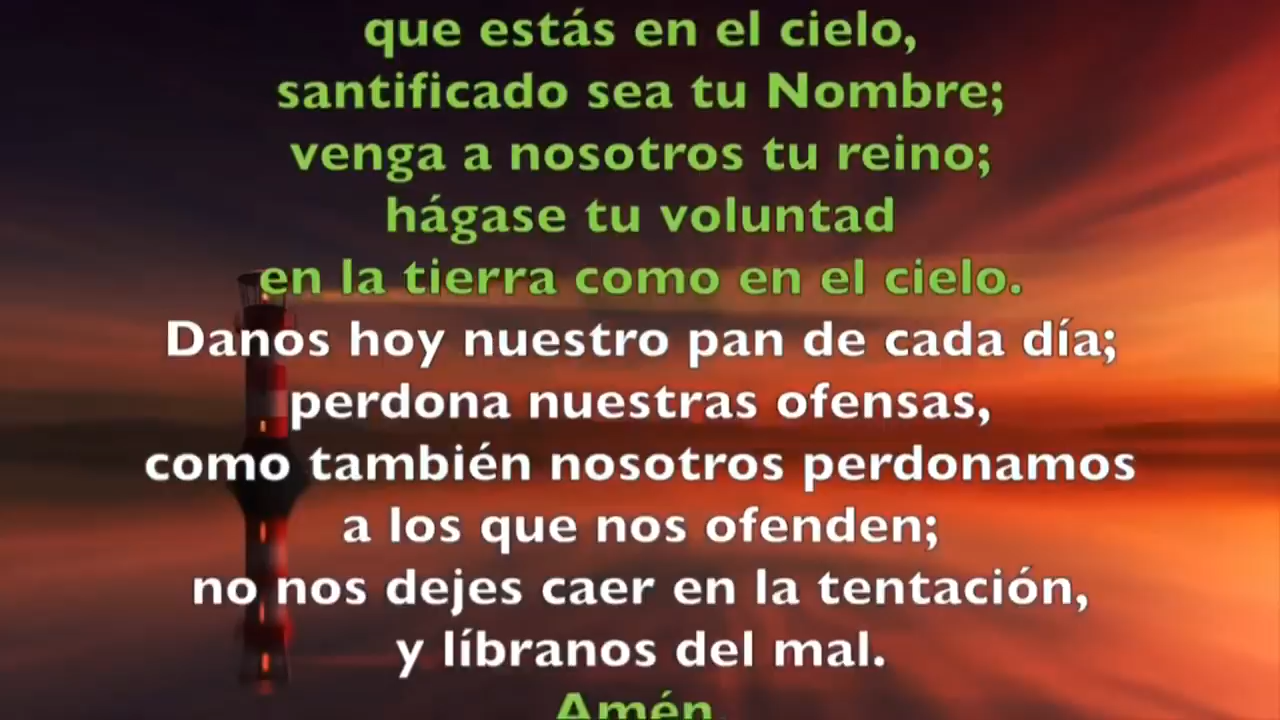 que estás en el cielo,
santificado sea tu Nombre;
venga a nosotros tu reino;
hágase tu voluntad
en la tierra como en el cielo.
Danos hoy nuestro pan de cada día;
perdona nuestras ofensas,
como también nosotros perdonamos
a los que nos ofenden;
no nos dejes caer en la tentación,
y líbranos del mal.
Amén.